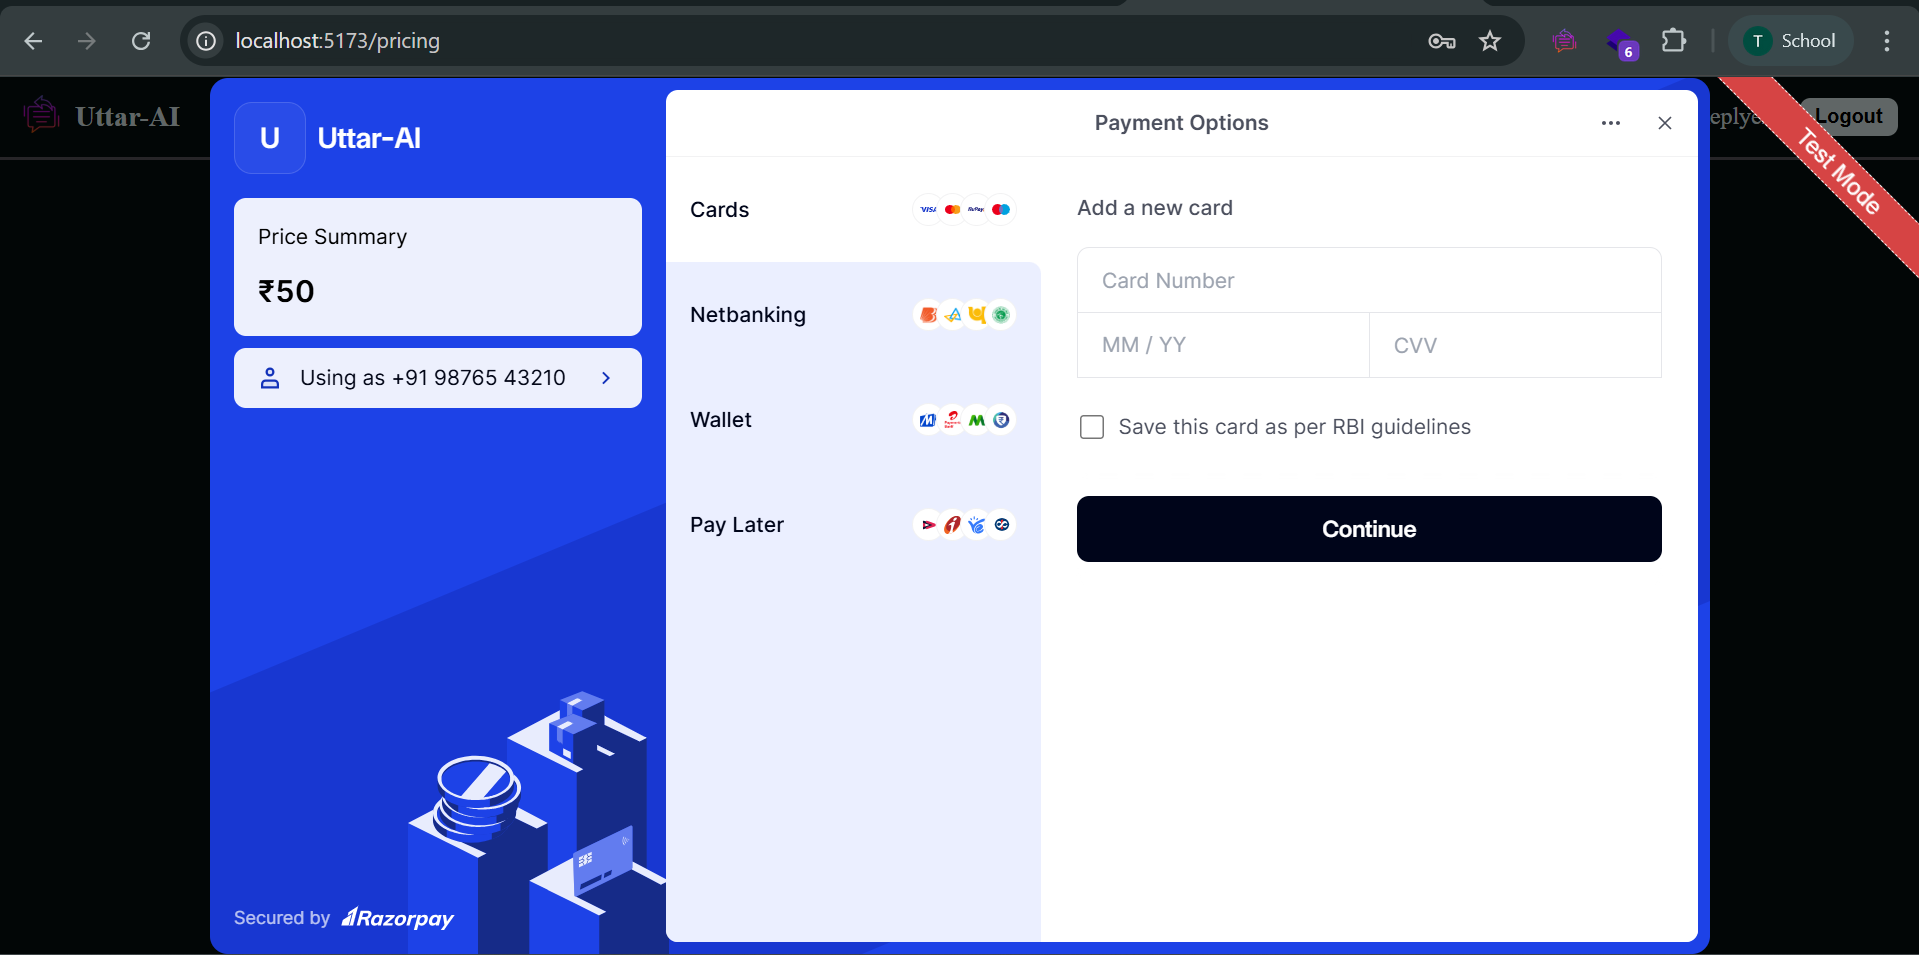 localhost:5173/pricing
6
T
School
Uttar-AI
Logout
Test Mode
U
Uttar-AI
Price Summary
₹50
Using as +91 98765 43210
Secured by Razorpay
Payment Options
Cards
VISA
RuPay
Netbanking
Wallet
Pay Later
Add a new card
Card Number
MM / YY
CVV
Save this card as per RBI guidelines
Continue